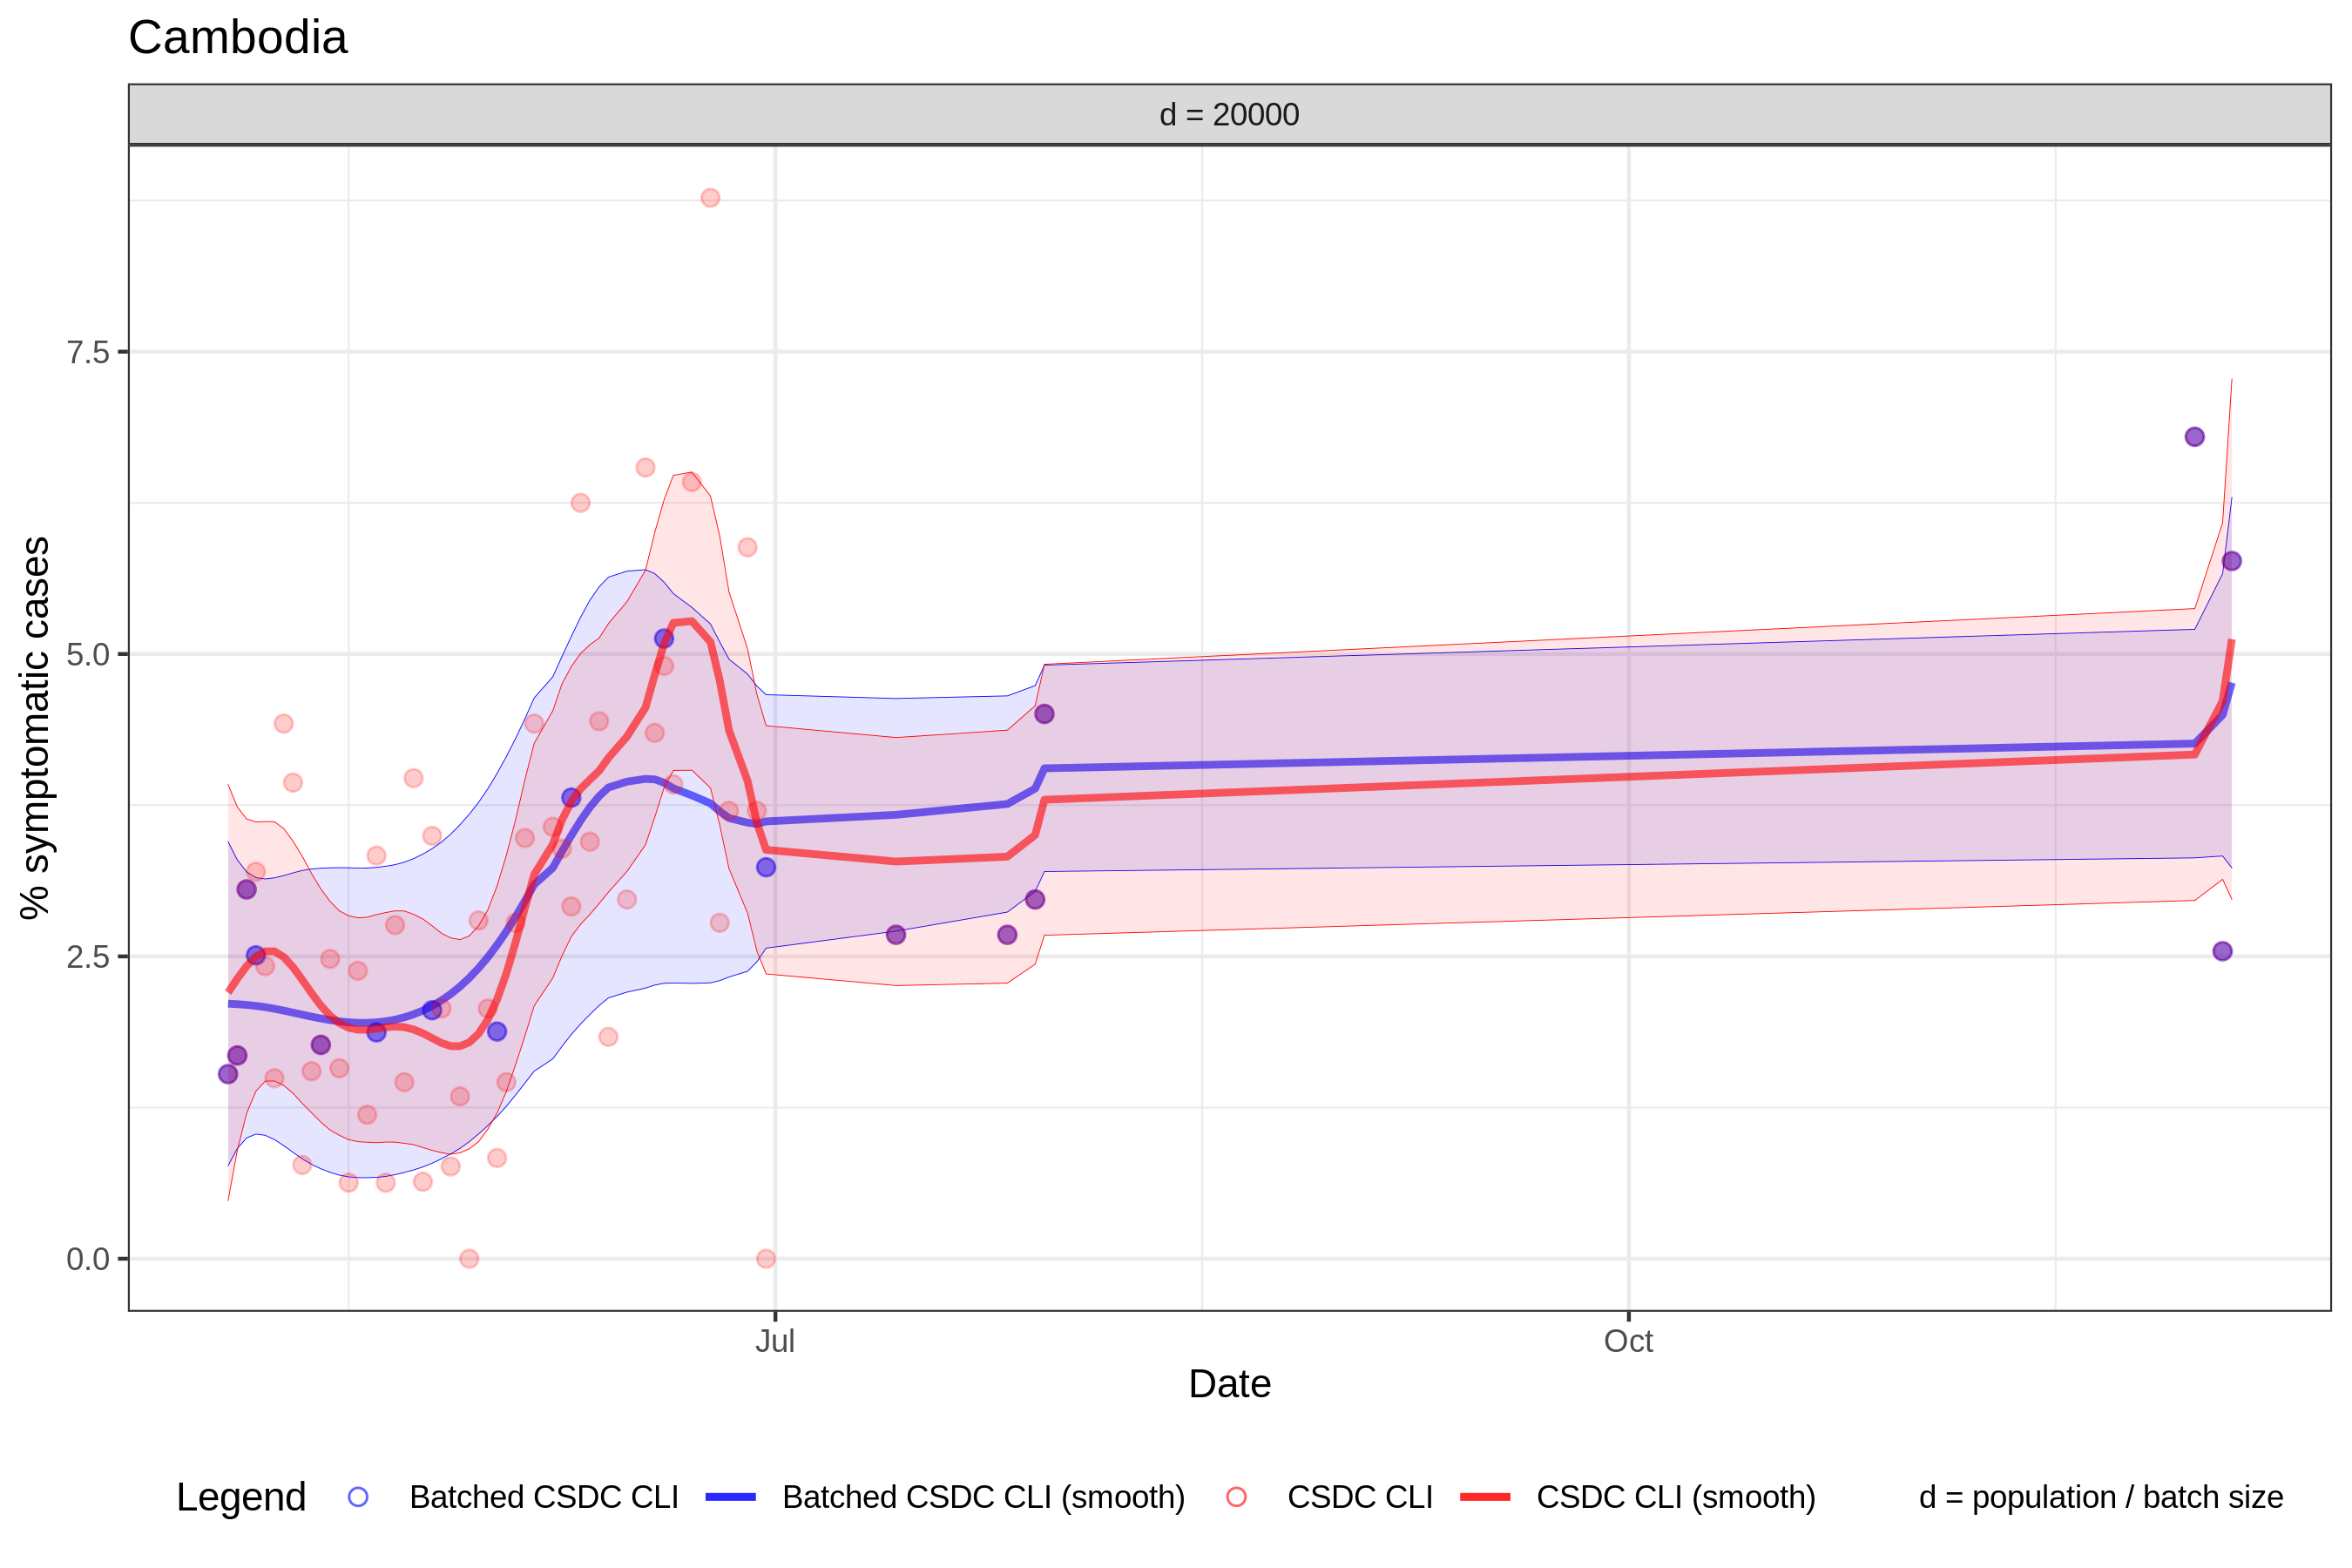 Cambodia
d = 20000
% symptomatic cases
7.5
5.0
2.5
0.0
Jul
Oct
Date
Legend
Batched CSDC CLI
Batched CSDC CLI (smooth)
CSDC CLI
CSDC CLI (smooth)
d = population / batch size